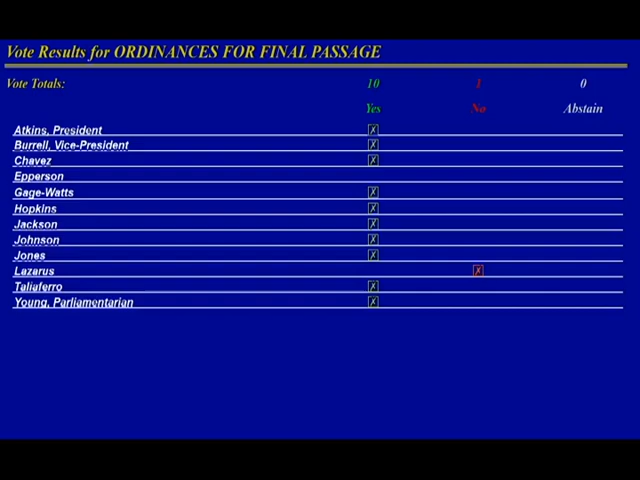 Vote Results for ORDINANCES FOR FINAL PASSAGE
Vote Totals: 10 1 0
Yes No Abstain
Atkins, President X
Burrell, Vice-President X
Chavez X
Epperson
Gage-Watts X
Hopkins X
Jackson X
Johnson X
Jones X
Lazarus X
Taliaferro X
Young, Parliamentarian X